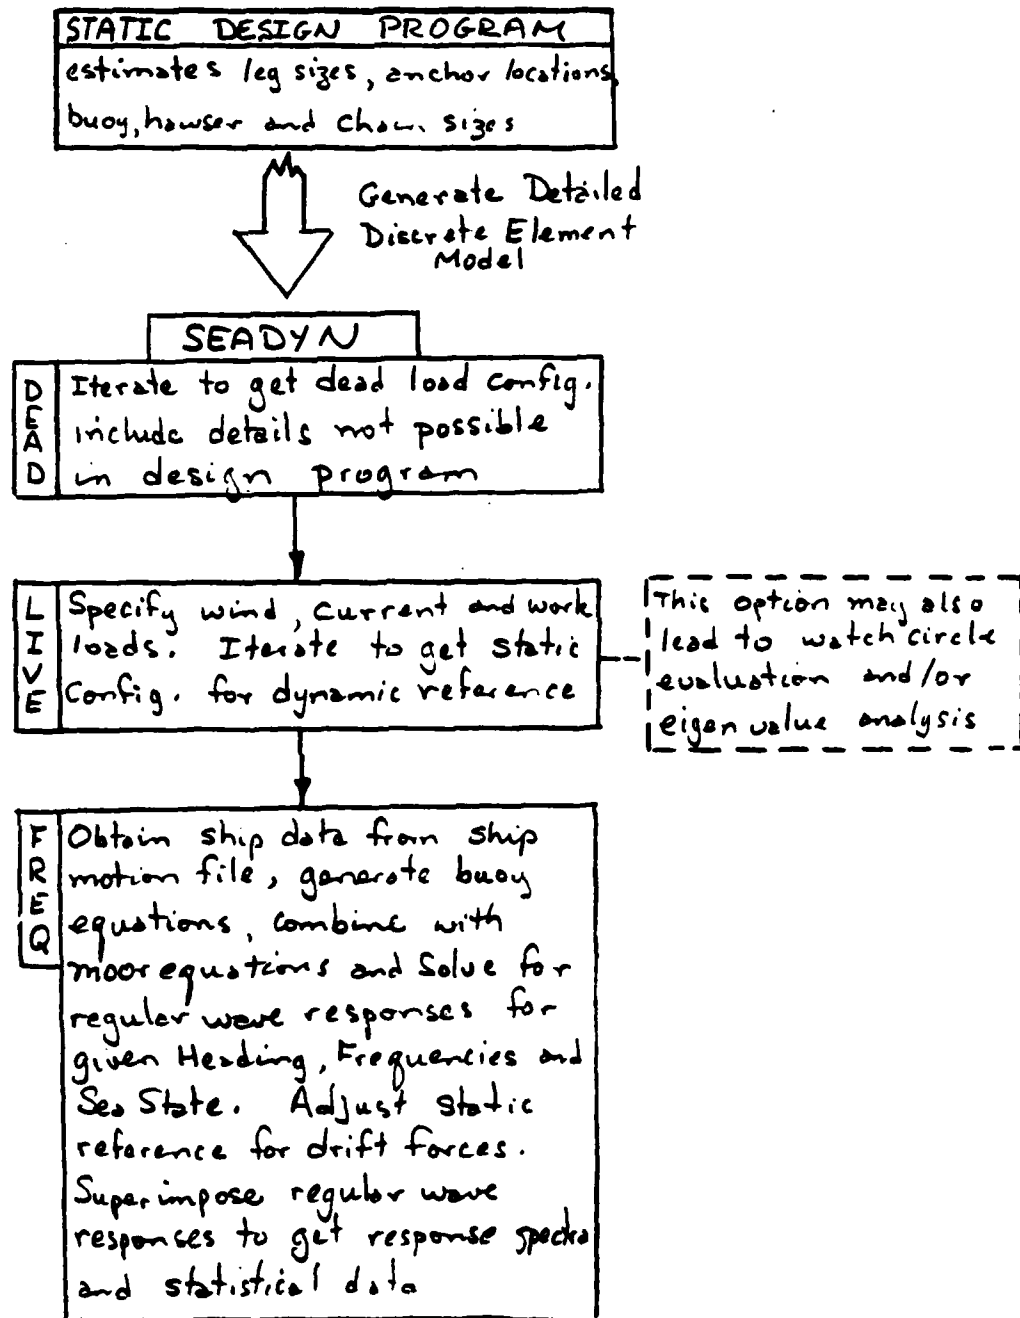 STATIC DESIGN PROGRAM
estimates leg sizes, anchor locations,
buoy, hawser and chain sizes
Generate Detailed
Discrete Element
Model
SEADYN
DEAD
Iterate to get dead load config.
include details not possible
in design program
LIVE
Specify wind, current and work
loads. Iterate to get static
config. for dynamic reference
This option may also
lead to watch circle
evaluation and/or
eigen value analysis
FREQ
Obtain ship data from ship
motion file, generate buoy
equations, combine with
moor equations and Solve for
regular wave responses for
given Heading, Frequencies and
Sea State. Adjust static
reference for drift forces.
Superimpose regular wave
responses to get response spectra
and statistical data